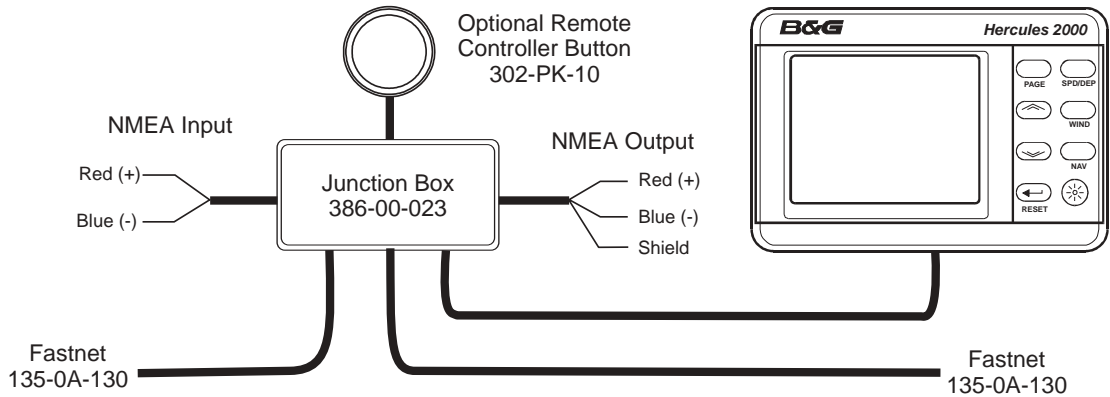 Optional Remote
Controller Button
302-PK-10
B&G
Hercules 2000
PAGE
SPD/DEP
WIND
NAV
RESET
NMEA Input
Red (+)
Blue (-)
Junction Box
386-00-023
NMEA Output
Red (+)
Blue (-)
Shield
Fastnet
135-0A-130
Fastnet
135-0A-130